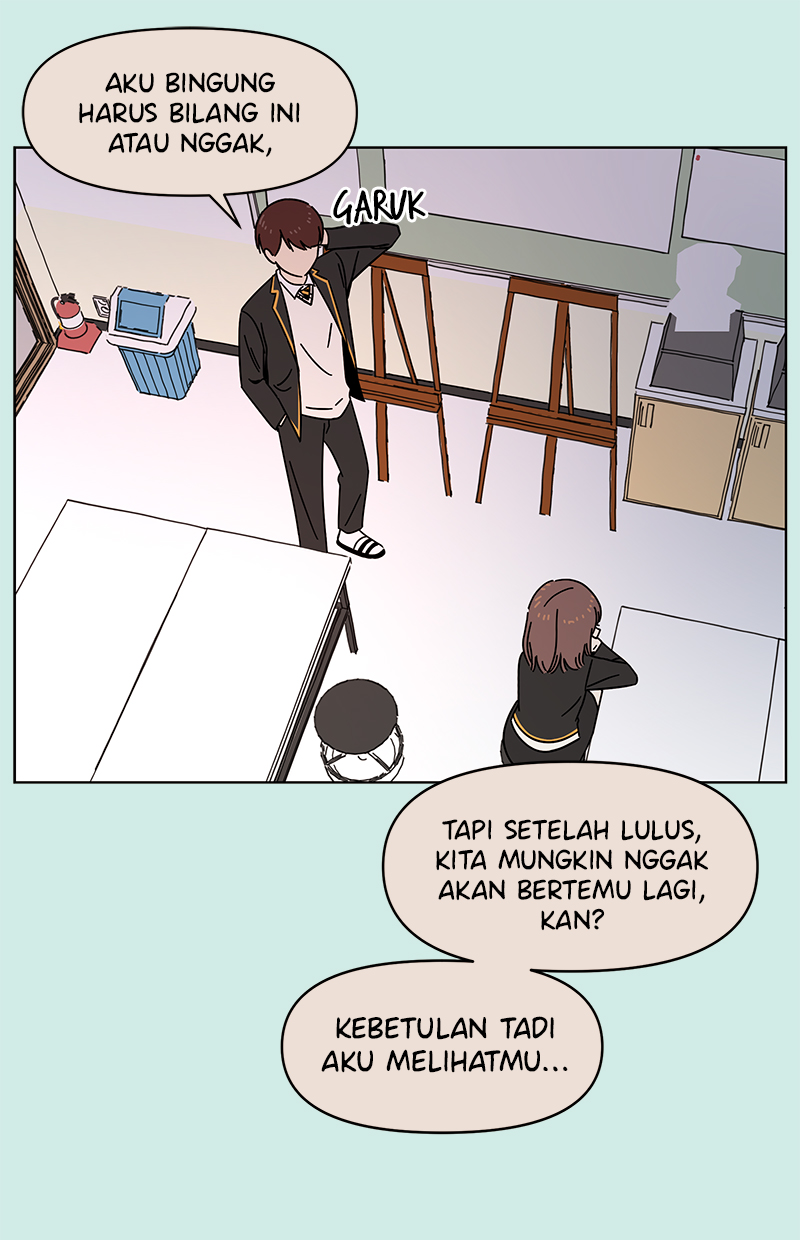 AKU BINGUNG
HARUS BILANG INI
ATAU NGGAK,
GARUK
TAPI SETELAH LULUS,
KITA MUNGKIN NGGAK
AKAN BERTEMU LAGI,
KAN?
KEBETULAN TADI
AKU MELIHATMU...